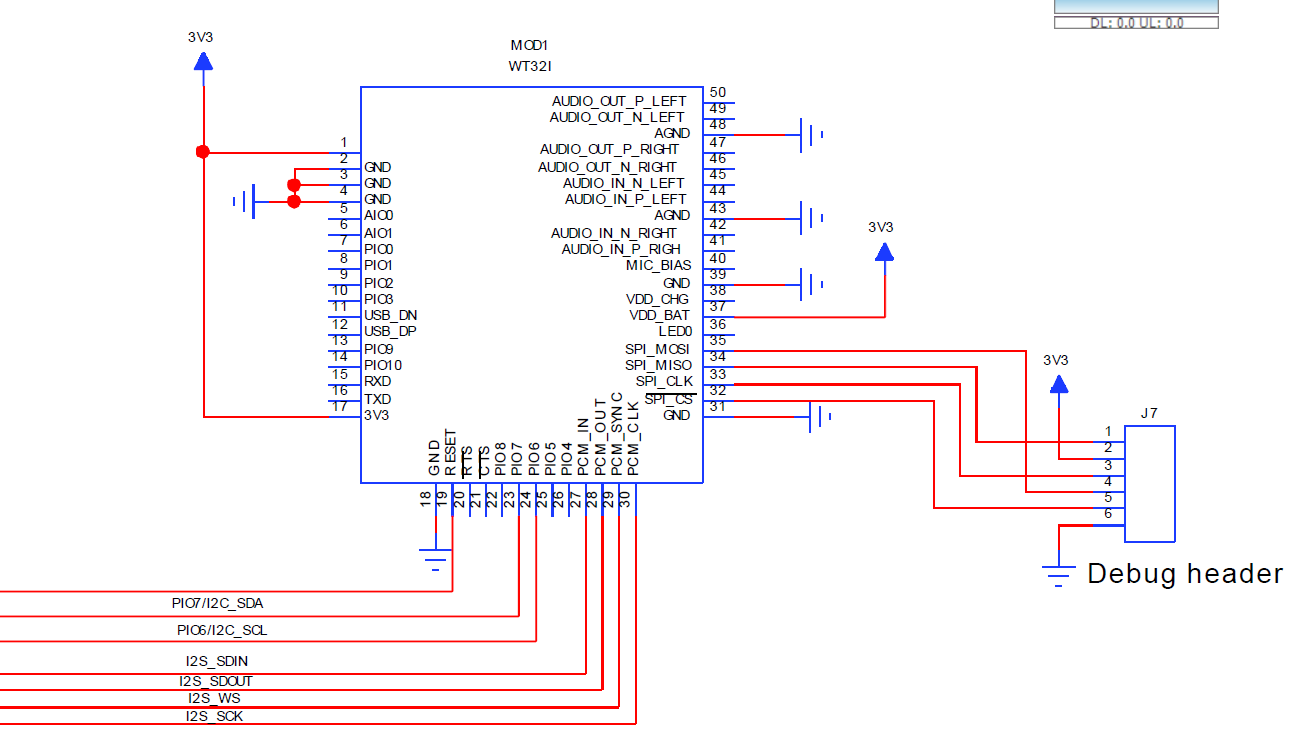 DL: 0.0 UL: 0.0
3V3
MOD1
WT32I
50
AUDIO_OUT_P_LEFT
49
AUDIO_OUT_N_LEFT
48
AGND
47
AUDIO_OUT_P_RIGHT
46
AUDIO_OUT_N_RIGHT
45
AUDIO_IN_N_LEFT
44
AUDIO_IN_P_LEFT
43
AGND
42
AUDIO_IN_N_RIGHT
41
AUDIO_IN_P_RIGH
40
MIC_BIAS
39
GND
38
VDD_CHG
37
VDD_BAT
36
LED0
35
SPI_MOSI
34
SPI_MISO
33
SPI_CLK
32
SPI_CS
31
GND
1
2
GND
3
GND
4
GND
5
AIO0
6
AIO1
7
PIO0
8
PIO1
9
PIO2
10
PIO3
11
USB_DN
12
USB_DP
13
PIO9
14
PIO10
15
RXD
16
TXD
17
3V3
GND
RESET
RTS
CTS
PIO8
PIO7
PIO6
PIO5
PIO4
PCM_IN
PCM_OUT
PCM_SYNC
PCM_CLK
18
19
20
21
22
23
24
25
26
27
28
29
30
3V3
3V3
J7
1
2
3
4
5
6
Debug header
PIO7/I2C_SDA
PIO6/I2C_SCL
I2S_SDIN
I2S_SDOUT
I2S_WS
I2S_SCK